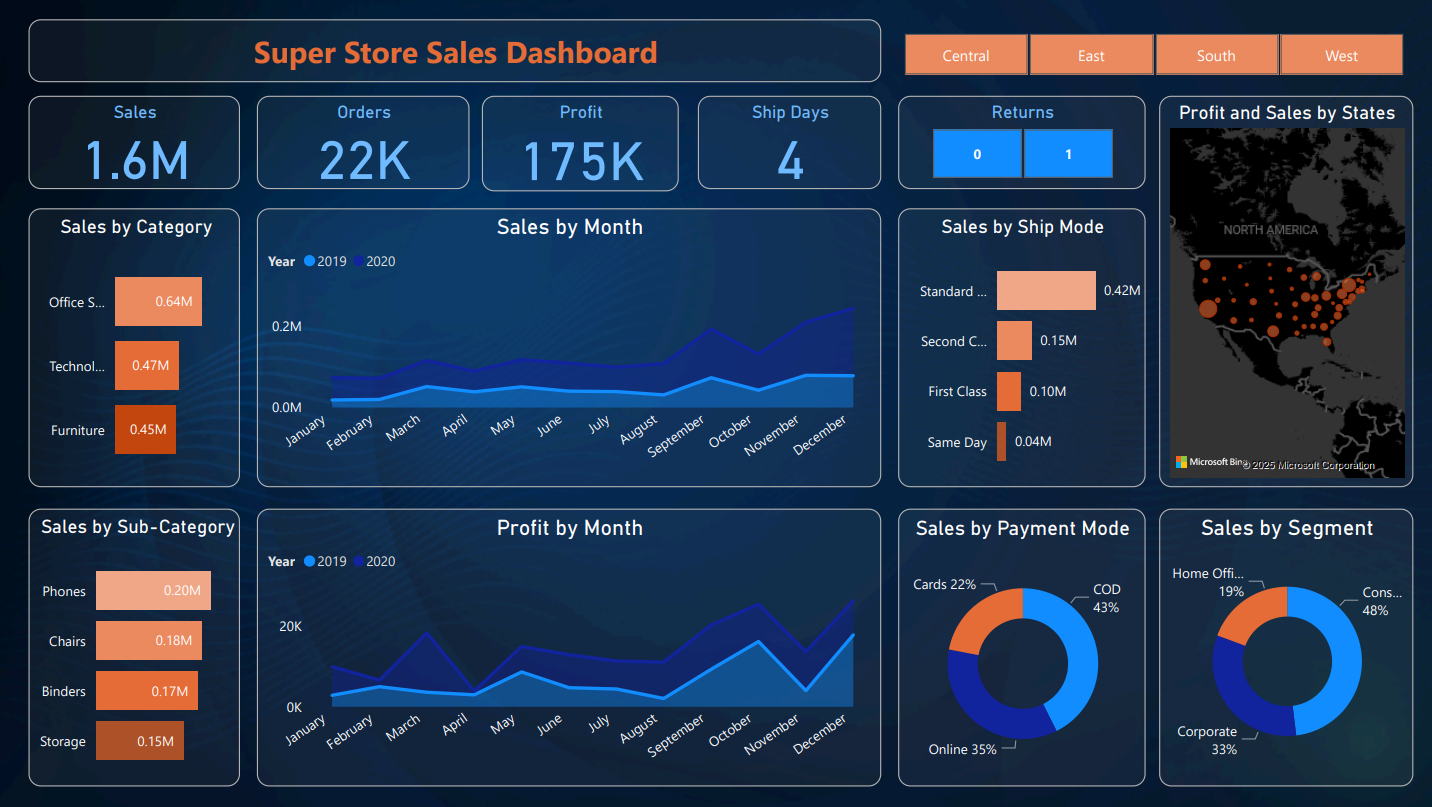 Super Store Sales Dashboard
Central East South West
Sales
1.6M
Orders
22K
Profit
175K
Ship Days
4
Returns
0 1
Profit and Sales by States
NORTH AMERICA
Microsoft Bing
© 2025 Microsoft Corporation
Sales by Category
Office S... 0.64M
Technol... 0.47M
Furniture 0.45M
Sales by Month
Year 2019 2020
0.2M
0.0M
January February March April May June July August September October November December
Sales by Ship Mode
Standard ... 0.42M
Second C... 0.15M
First Class 0.10M
Same Day 0.04M
Sales by Sub-Category
Phones 0.20M
Chairs 0.18M
Binders 0.17M
Storage 0.15M
Profit by Month
Year 2019 2020
20K
0K
January February March April May June July August September October November December
Sales by Payment Mode
Cards 22%
COD
43%
Online 35%
Sales by Segment
Home Offi...
19%
Cons...
48%
Corporate
33%